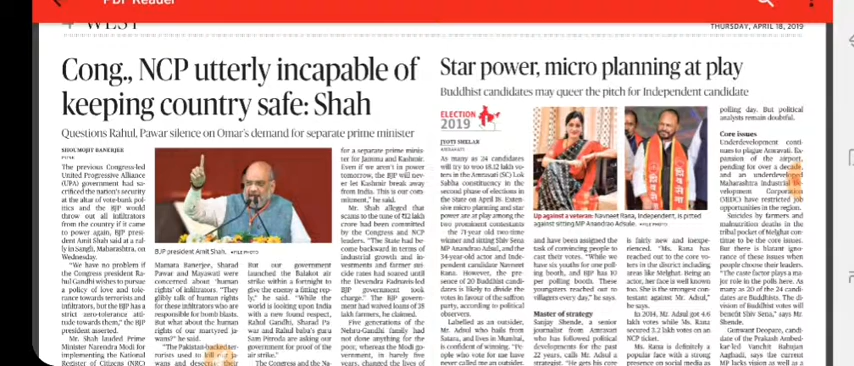 PDF Reader
WEST
THURSDAY, APRIL 18, 2019
Cong., NCP utterly incapable of
keeping country safe: Shah
Questions Rahul, Pawar silence on Omar's demand for separate prime minister
SHOUMOJIT BANERJEE
PUNE
The previous Congress-led
United Progressive Alliance
(UPA) government had sa-
crificed the nation's security
at the altar of vote-bank pol-
itics and the BJP would
throw out all infiltrators
from the country if it came
to power again, BJP presi-
dent Amit Shah said at a ral-
ly in Sangli, Maharashtra, on
Wednesday.
"We have no problem if
the Congress president Ra-
hul Gandhi wishes to pursue
a policy of love and tole-
rance towards terrorists and
infiltrators, but the BJP has
a strict zero-tolerance atti-
tude towards them," the BJP
president asserted.
Mr. Shah lauded Prime
Minister Narendra Modi for
implementing the National
Register of Citizens (NRC)
BJP president Amit Shah.
Mamata Banerjee, Sharad
Pawar and Mayawati were
concerned about 'human
rights' of infiltrators. "They
glibly talk of human rights
for these infiltrators who are
responsible for bomb blasts.
But what about the human
rights of our martyred ja-
wans?" he said.
"The Pakistan-backed ter-
rorists used to
wans and
But our government
launched the Balakot air
strike within a fortnight to
give the enemy a fitting rep-
ly," he said. "While the
world is looking upon India
with a new found respect,
Rahul Gandhi, Sharad Pa-
war and Rahul baba's guru
Sam Pitroda are asking our
government for proof of the
air strike."
The Congress and the Na-
for a separate prime minis-
ter for Jammu and Kashmir.
Even if we aren't in power
tomorrow, the BJP will nev-
er let Kashmir break away
from India. This is our com-
mitment," he said.
Mr. Shah alleged that
scams to the tune of ₹12 lakh
crore had been committed
by the Congress and NCP
leaders. "The State had be-
come backward in terms of
industrial growth and in-
vestments and farmer sui-
cide rates had soared until
the Devendra Fadnavis-led
BJP government took
charge." The BJP govern-
ment had waived loans of 38
lakh farmers, he claimed.
Five generations of the
Nehru-Gandhi family had
not done anything for the
poor; whereas the Modi go-
vernment, in barely five
years, changed the lives of
Star power, micro planning at play
Buddhist candidates may queer the pitch for Independent candidate
ELECTION
2019
JYOTI SHELAR
AMRAVATI
As many as 24 candidates
will try to woo 18.12 lakh vo-
ters in the Amravati (SC) Lok
Sabha constituency in the
second phase of elections in
the State on April 18. Exten-
sive micro planning and star
power are at play among the
two prominent contestants
the 71 year old two-time
winner and sitting Shiv Sena
MP Anandrao Adsul, and the
34-year-old actor and Inde-
pendent candidate Navneet
Rana. However, the pre-
sence of 20 Buddhist candi-
dates is likely to divide the
votes in favour of the saffron
party, according to political
observers.
Labelled as an outsider,
Mr. Adsul who hails from
Satara, and lives in Mumbai,
is confident of winning. "Pe-
ople who vote for me have
never called me an outsider.
Up against a veteran: Navneet Rana, Independent, is pitted
against sitting MP Anandrao Adsule.
and have been assigned the
task of convincing people to
cast their votes. "While we
have six youths for one poll-
ing booth, and BJP has 10
per polling booth. These
youngsters reached out to
villagers every day," he says.
Master of strategy
Sanjay Shende, a senior
journalist from Amravati
who has followed political
developments for the past
22 years, calls Mr. Adsul a
strategist. "He gets his core
is fairly new and inexpe-
rienced. "Ms. Rana has
reached out to the core vo-
ters in the district including
areas like Melghat. Being an
actor, her face is well known
too. She is the strongest con-
testant against Mr. Adsul,"
he says.
In 2014, Mr. Adsul got 4.6
lakh votes while Ms. Rana
secured 3.2 lakh votes on an
NCP ticket.
Ms. Rana is definitely a
popular face with a strong
presence on social media as
polling day. But political
analysts remain doubtful.
Core issues
Underdevelopment conti-
nues to plague Amravati. Ex-
pansion of the airport,
pending for over a decade,
and an underdeveloped
Maharashtra Industrial De-
velopment Corporation
(MIDC) have restricted job
opportunities in the region.
Suicides by farmers and
malnutrition deaths in the
tribal pocket of Melghat con-
tinue to be the core issues.
But there is blatant igno-
rance of these issues when
people choose their leaders.
"The caste factor plays a ma-
jor role in the polls here. As
many as 20 of the 24 candi-
dates are Buddhists. The di-
vision of Buddhist votes will
benefit Shiv Sena," says Mr.
Shende.
Gunwant Deopare, candi-
date of the Prakash Ambed-
kar-led Vanchit Bahujan
Aaghadi, says the current
MP lacks vision as well as a